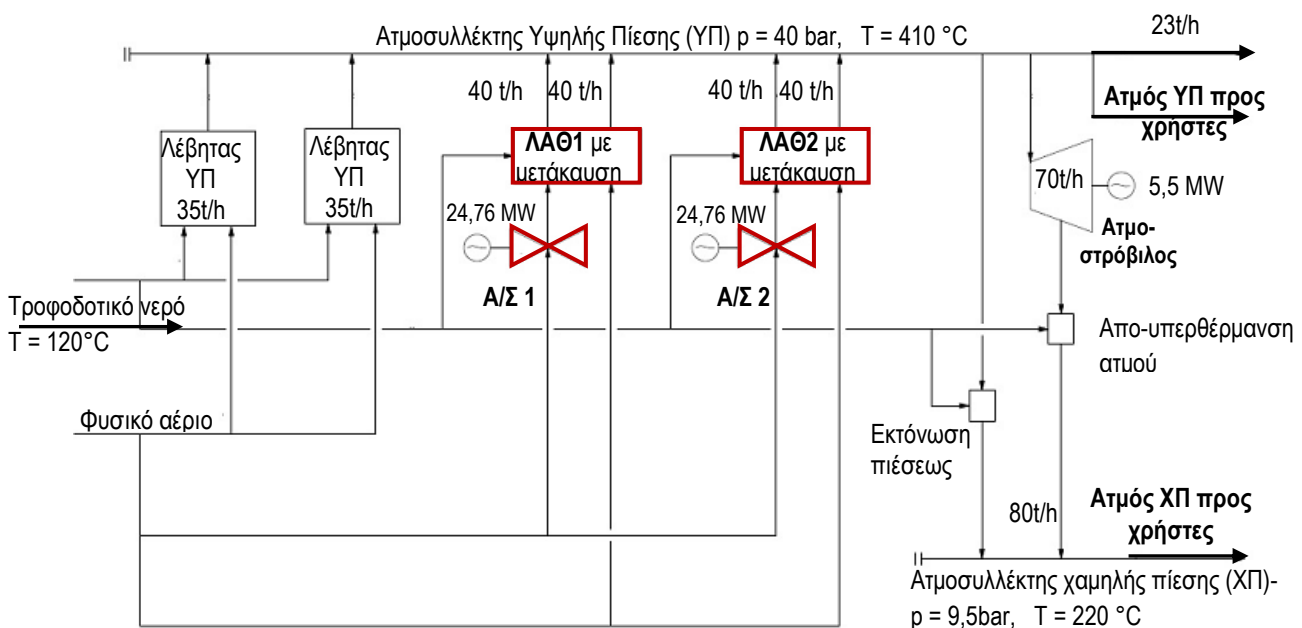 Ατμοσυλλέκτης Υψηλής Πίεσης (ΥΠ) p = 40 bar, T = 410 °C
23t/h
40 t/h 40 t/h
40 t/h 40 t/h
Ατμός ΥΠ προς
χρήστες
Λέβητας
ΥΠ
35t/h
Λέβητας
ΥΠ
35t/h
ΛΑΘ1 με
μετάκαυση
ΛΑΘ2 με
μετάκαυση
70t/h
5,5 MW
24,76 MW
24,76 MW
Ατμο-
στρόβιλος
Α/Σ 1
Α/Σ 2
Τροφοδοτικό νερό
T = 120°C
Απο-υπερθέρμανση
ατμού
Φυσικό αέριο
Εκτόνωση
πιέσεως
80t/h
Ατμός ΧΠ προς
χρήστες
Ατμοσυλλέκτης χαμηλής πίεσης (ΧΠ)-
p = 9,5bar, T = 220 °C